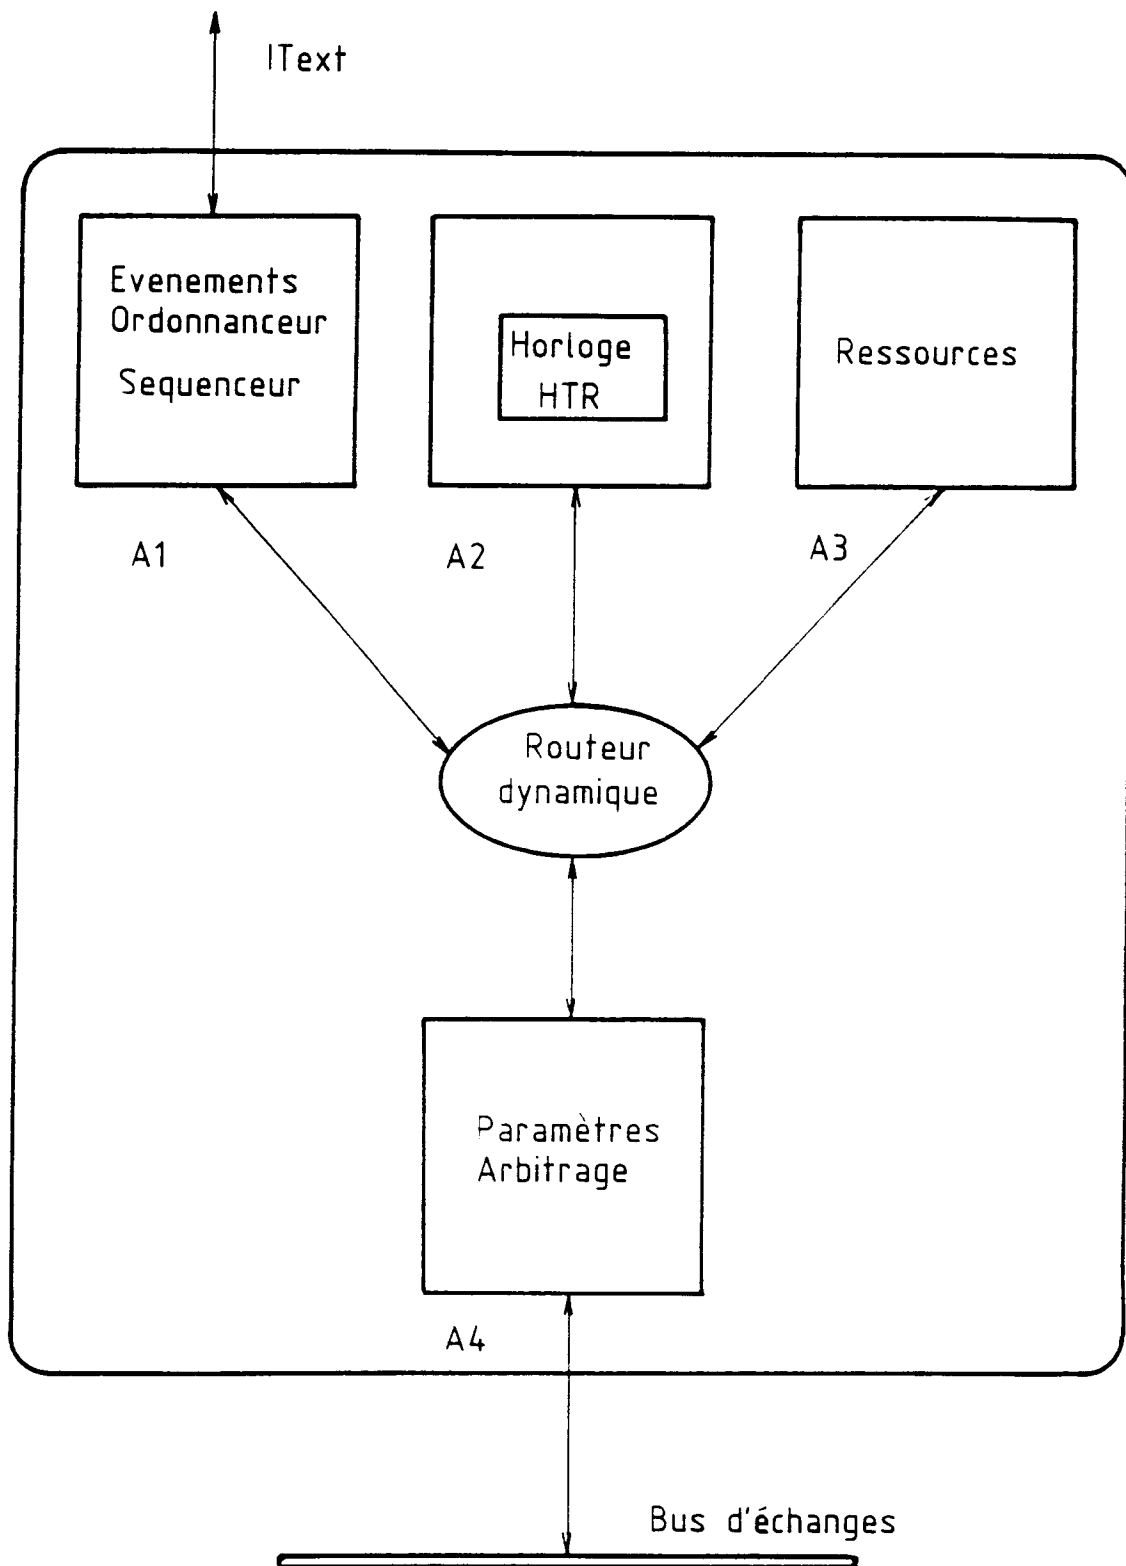 IText
Evenements
Ordonnanceur
Sequenceur
Horloge
HTR
Ressources
A1
A2
A3
Routeur
dynamique
Paramètres
Arbitrage
A4
Bus d'échanges